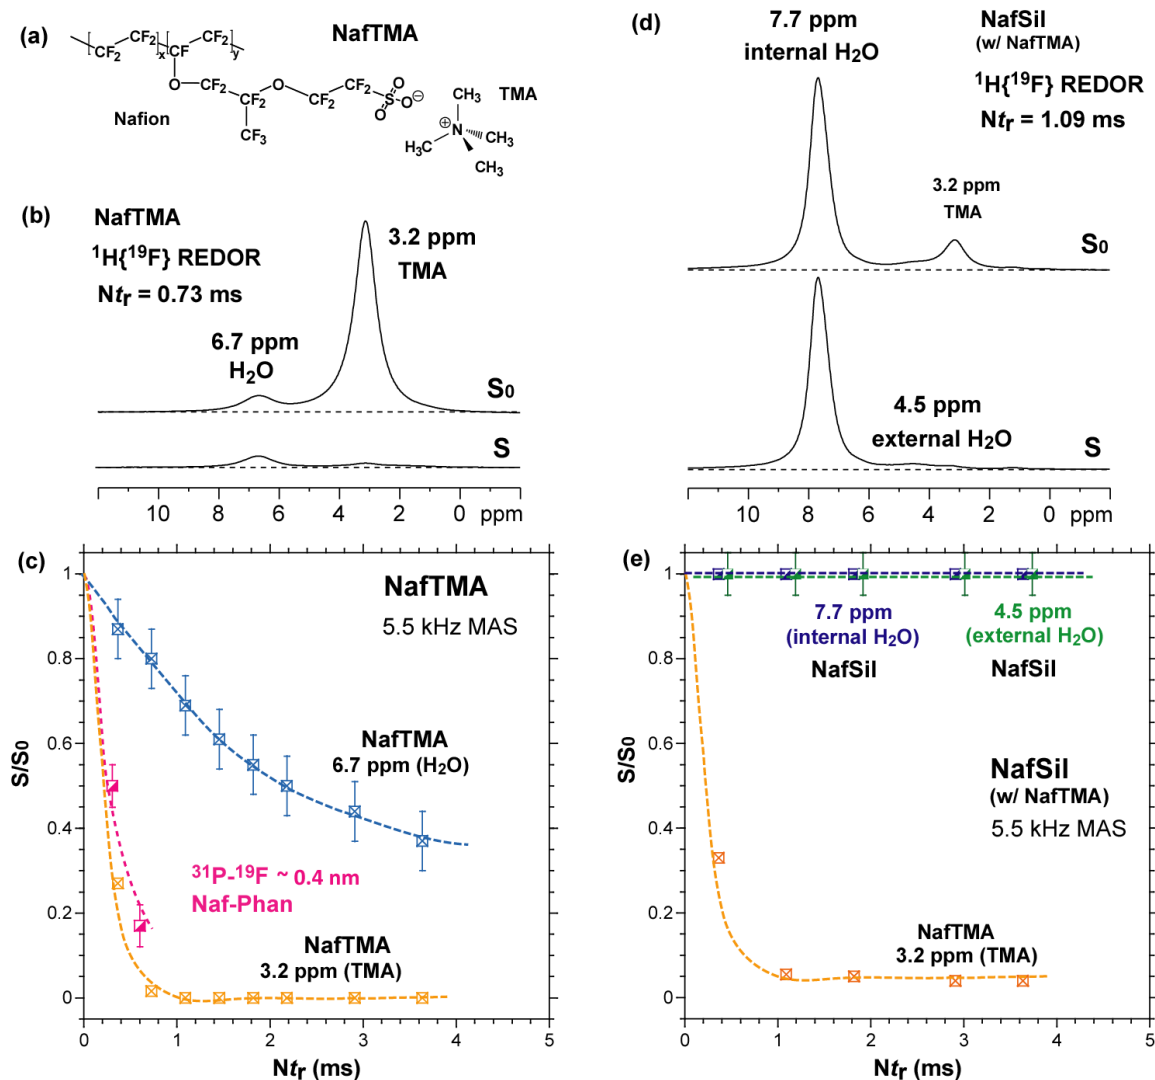 (a)
NafTMA
CF2 CF2 x CF CF2 y
O CF2 CF2 O CF2 CF2 S O O O⊖
CF3
Nafion
TMA
CH3
⊕
N
H3C
CH3
CH3
(b)
NafTMA
1H{19F} REDOR
Ntr = 0.73 ms
3.2 ppm
TMA
6.7 ppm
H2O
S0
S
10 8 6 4 2 0 ppm
(c)
NafTMA
5.5 kHz MAS
NafTMA
6.7 ppm (H2O)
31P-19F ~ 0.4 nm
Naf-Phan
NafTMA
3.2 ppm (TMA)
S/S0
1
0.8
0.6
0.4
0.2
0
0 1 2 3 4 5
Ntr (ms)
(d)
7.7 ppm
internal H2O
NafSil
(w/ NafTMA)
1H{19F} REDOR
Ntr = 1.09 ms
3.2 ppm
TMA
S0
4.5 ppm
external H2O
S
10 8 6 4 2 0 ppm
(e)
7.7 ppm
(internal H2O)
NafSil
4.5 ppm
(external H2O)
NafSil
NafSil
(w/ NafTMA)
5.5 kHz MAS
NafTMA
3.2 ppm (TMA)
S/S0
1
0.8
0.6
0.4
0.2
0
0 1 2 3 4 5
Ntr (ms)